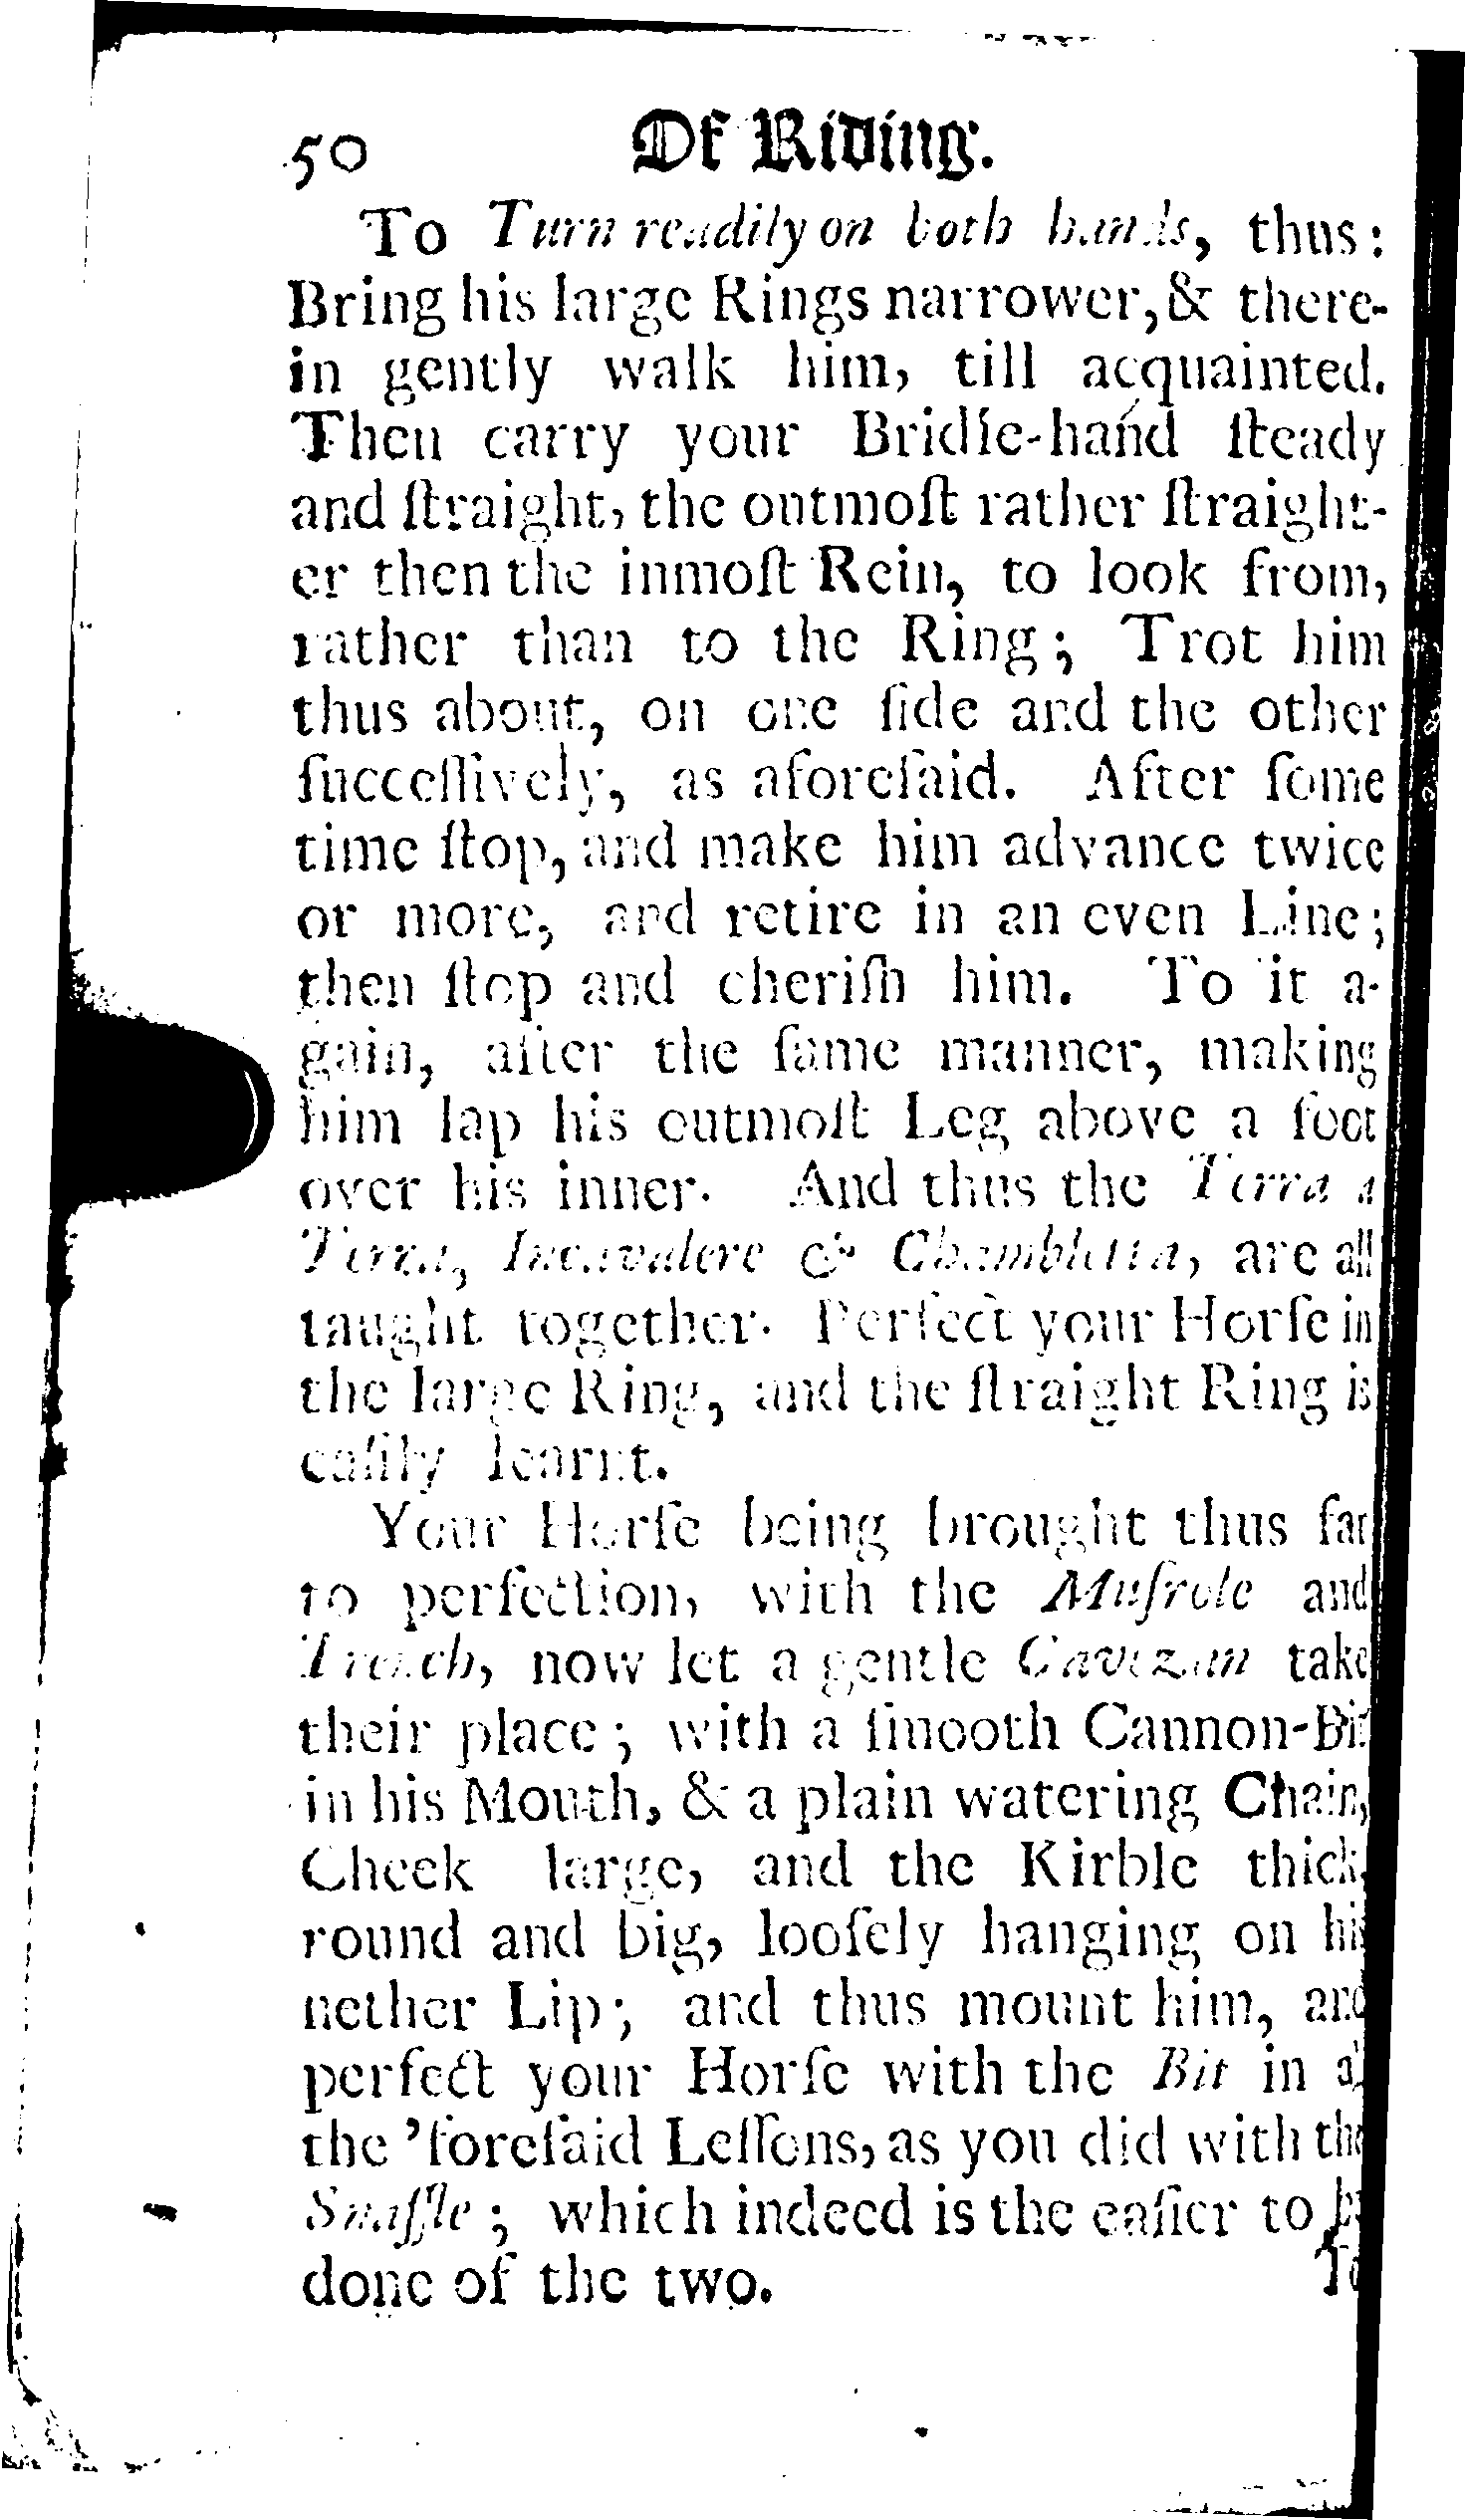 50 Of Riding.
To Turn readily on both hands, thus:
Bring his large Rings narrower, & there-
in gently walk him, till acquainted.
Then carry your Bridle-hand ſteady
and ſtraight, the outmoſt rather ſtraight-
er then the inmoſt Rein, to look from,
rather than to the Ring; Trot him
thus about, on one ſide and the other
ſucceſſively, as aforeſaid. After ſome
time ſtop, and make him advance twice
or more, and retire in an even Line;
then ſtop and cheriſh him. To it a-
gain, after the ſame manner, making
him lap his outmoſt Leg above a foot
over his inner. And thus the Terra a
Terra, Incavalere & Chambletta, are all
taught together. Perfect your Horſe in
the large Ring, and the ſtraight Ring is
eaſily learnt.
Your Horſe being brought thus far
to perfection, with the Muſrole and
Trench, now let a gentle Cavezan take
their place; with a ſmooth Cannon-Bit
in his Mouth, & a plain watering Chain,
Cheek large, and the Kirble thick,
round and big, looſely hanging on his
nether Lip; and thus mount him, and
perfect your Horſe with the Bit in al
the 'foreſaid Leſſons, as you did with the
Snaffle; which indeed is the eaſier to
done of the two.
To